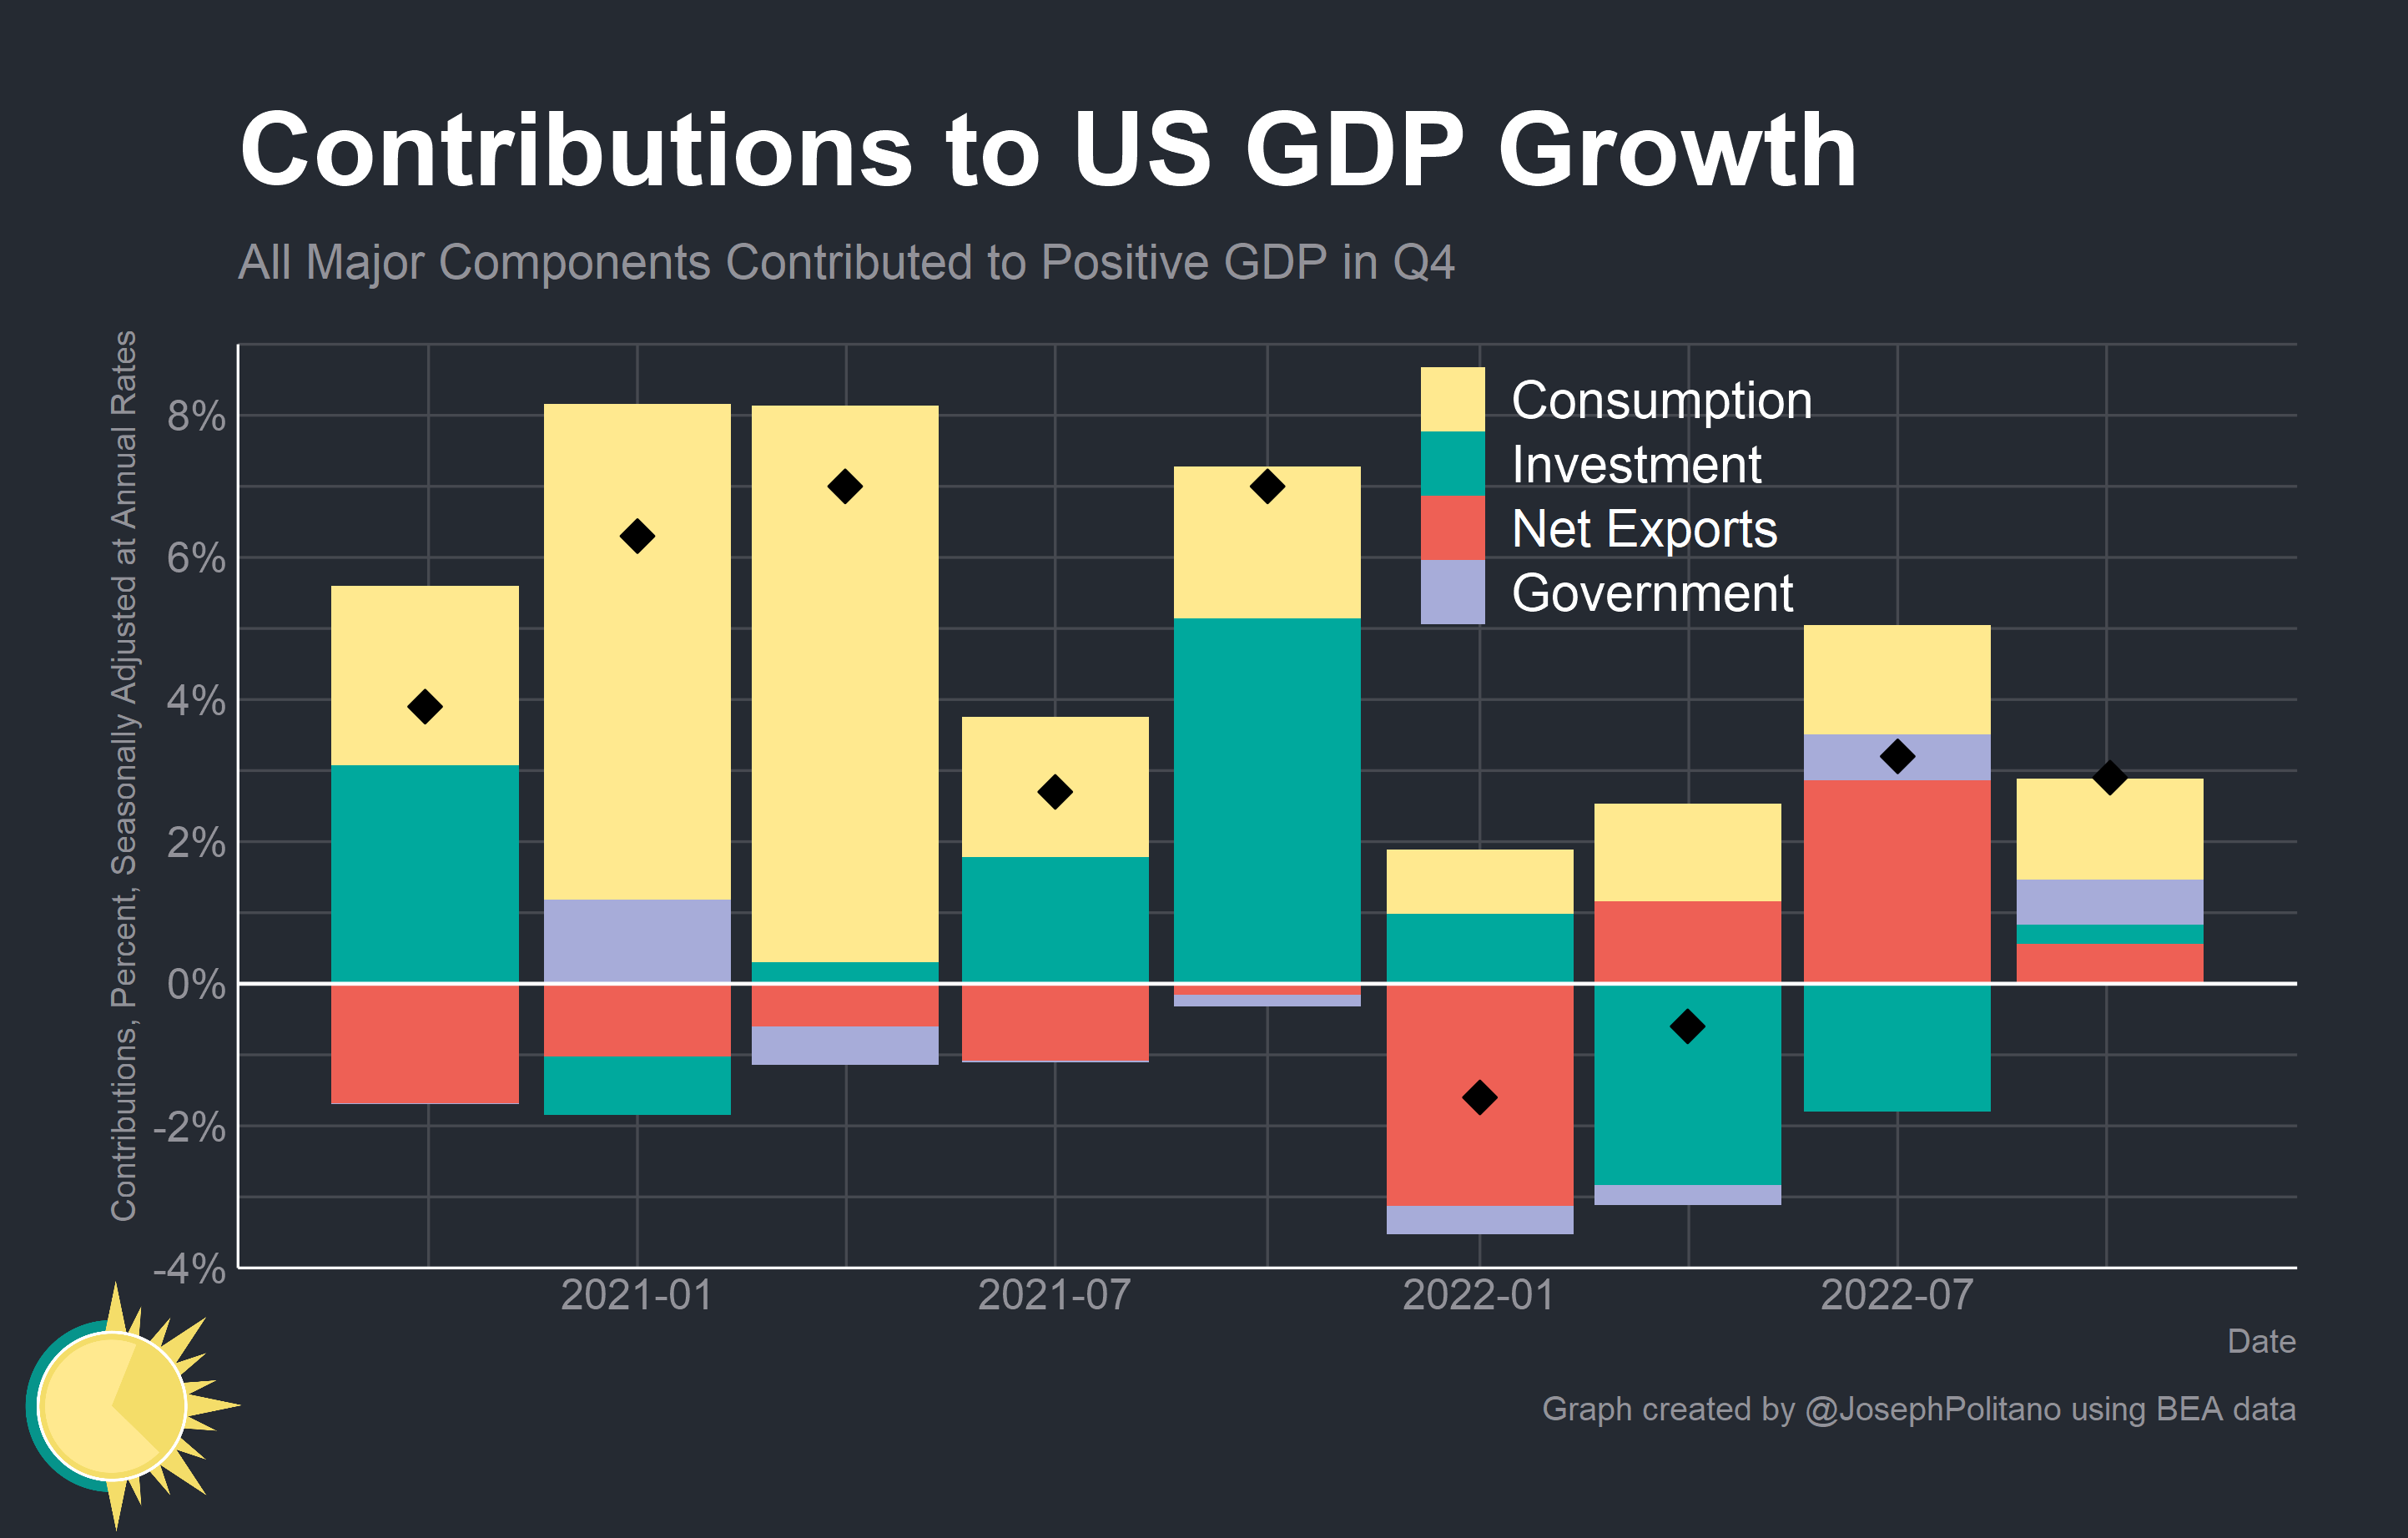 Contributions to US GDP Growth
All Major Components Contributed to Positive GDP in Q4
Contributions, Percent, Seasonally Adjusted at Annual Rates
8%
6%
4%
2%
0%
-2%
-4%
Consumption
Investment
Net Exports
Government
2021-01
2021-07
2022-01
2022-07
Date
Graph created by @JosephPolitano using BEA data